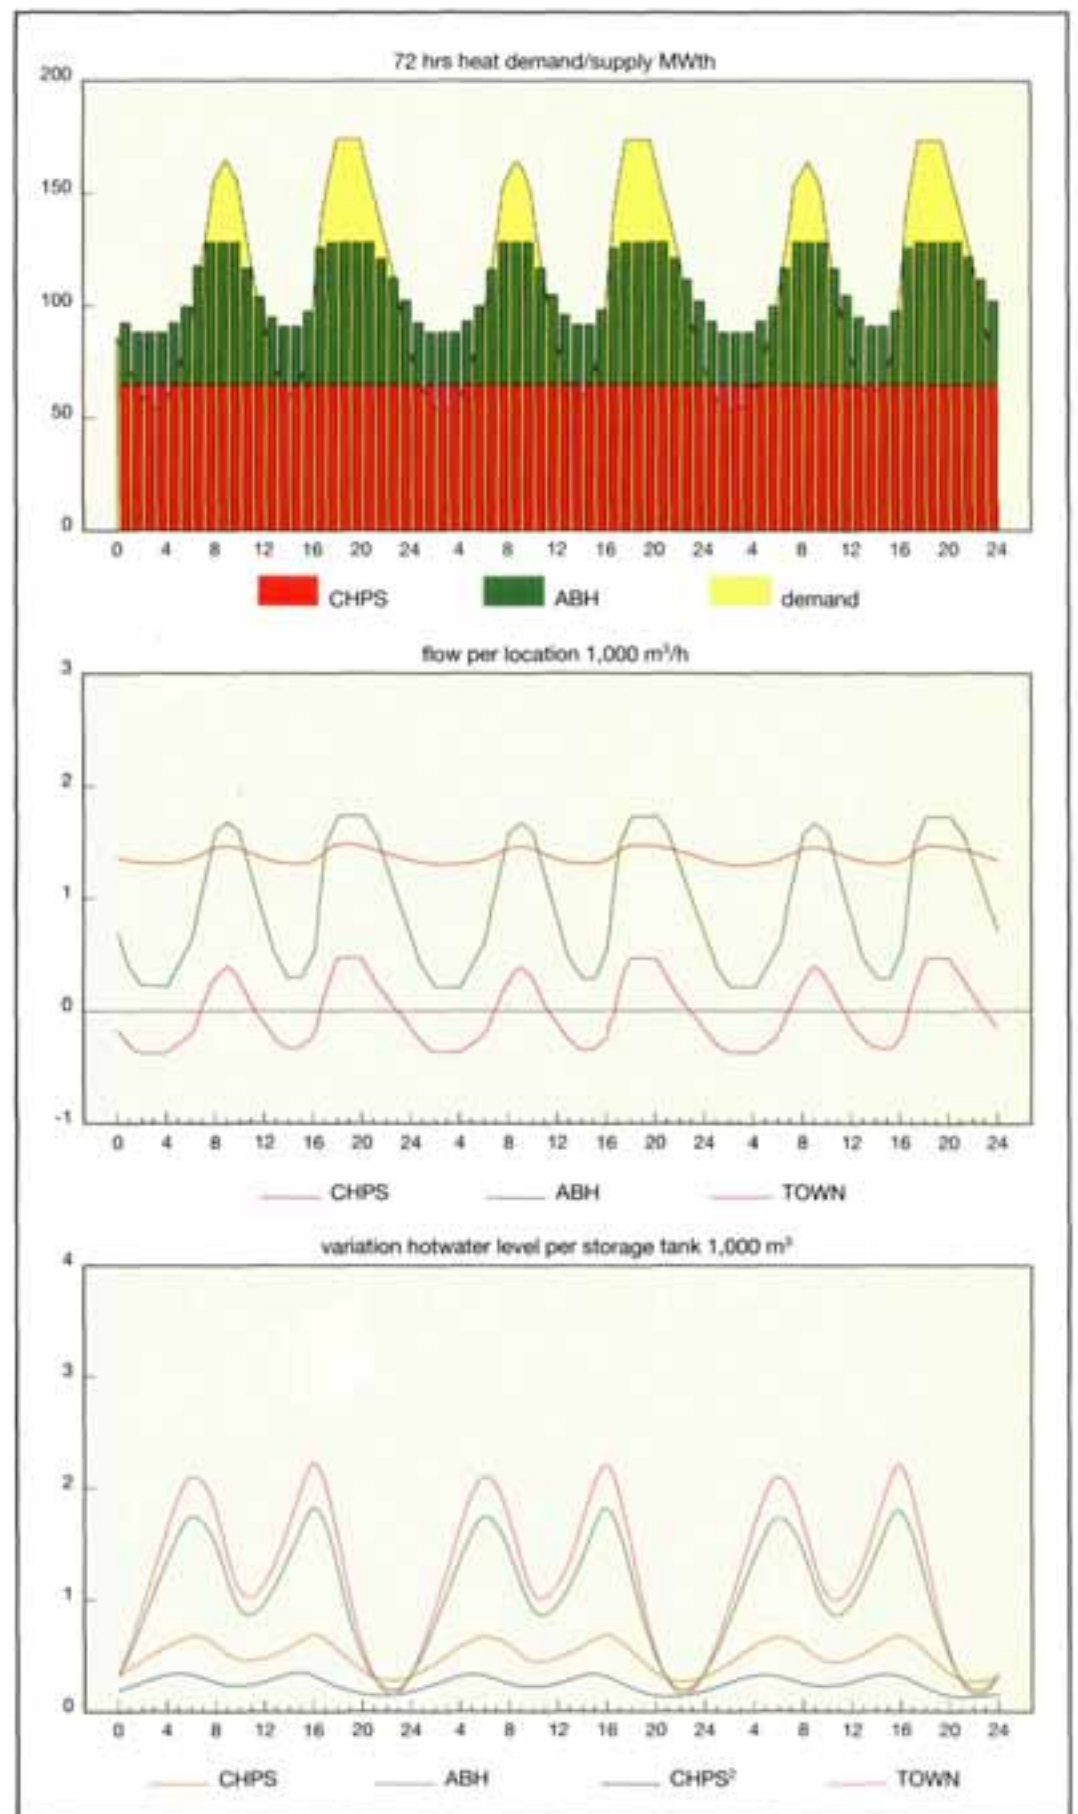 72 hrs heat demand/supply MWth
200
150
100
50
0
0 4 8 12 16 20 24 4 8 12 16 20 24 4 8 12 16 20 24
CHPS ABH demand
flow per location 1,000 m³/h
3
2
1
0
-1
0 4 8 12 16 20 24 4 8 12 16 20 24 4 8 12 16 20 24
CHPS ABH TOWN
variation hotwater level per storage tank 1,000 m³
4
3
2
1
0
0 4 8 12 16 20 24 4 8 12 16 20 24 4 8 12 16 20 24
CHPS ABH CHPS² TOWN